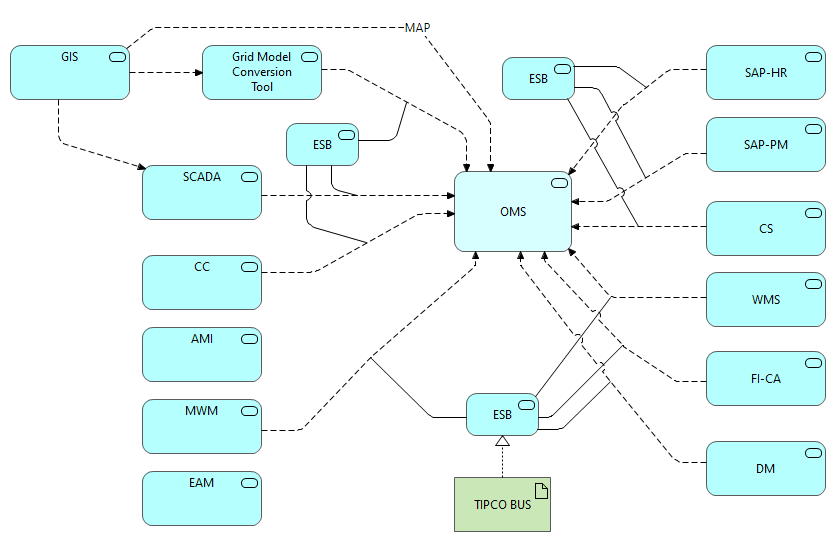 MAP
GIS
Grid Model
Conversion
Tool
ESB
SAP-HR
ESB
SAP-PM
SCADA
OMS
CS
CC
WMS
AMI
FI-CA
MWM
ESB
DM
EAM
TIPCO BUS